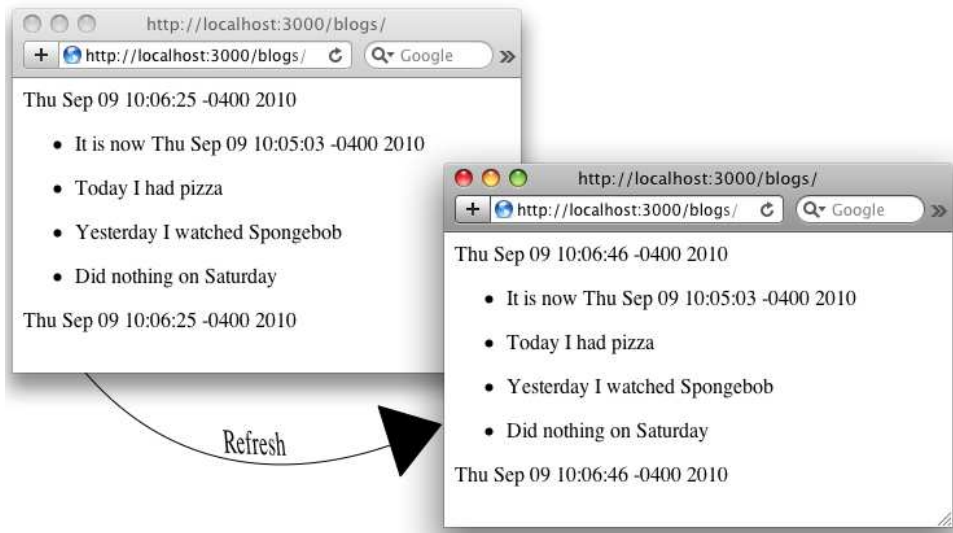 http://localhost:3000/blogs/
+ http://localhost:3000/blogs/ Google »
Thu Sep 09 10:06:25 -0400 2010
• It is now Thu Sep 09 10:05:03 -0400 2010
• Today I had pizza
• Yesterday I watched Spongebob
• Did nothing on Saturday
Thu Sep 09 10:06:25 -0400 2010
Refresh
http://localhost:3000/blogs/
+ http://localhost:3000/blogs/ Google »
Thu Sep 09 10:06:46 -0400 2010
• It is now Thu Sep 09 10:05:03 -0400 2010
• Today I had pizza
• Yesterday I watched Spongebob
• Did nothing on Saturday
Thu Sep 09 10:06:46 -0400 2010